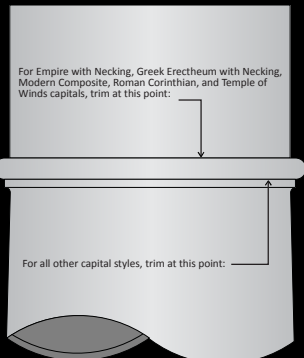 For Empire with Necking, Greek Erectheum with Necking,
Modern Composite, Roman Corinthian, and Temple of
Winds capitals, trim at this point:
For all other capital styles, trim at this point: